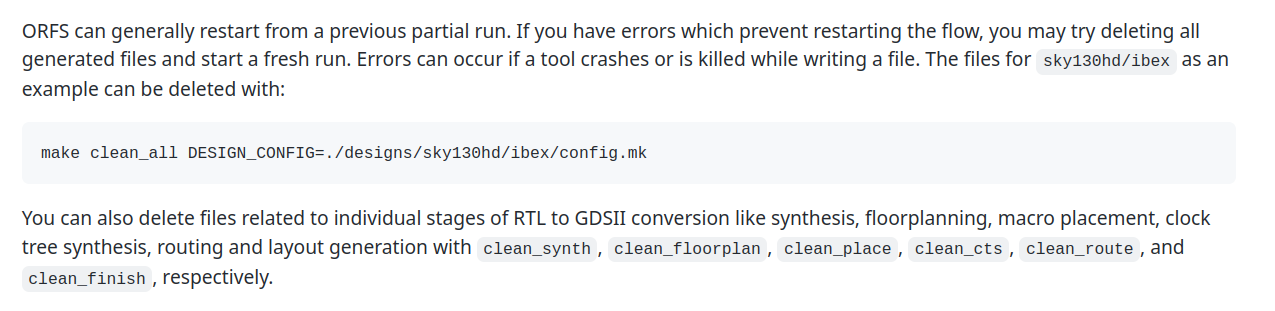 ORFS can generally restart from a previous partial run. If you have errors which prevent restarting the flow, you may try deleting all
generated files and start a fresh run. Errors can occur if a tool crashes or is killed while writing a file. The files for sky130hd/ibex as an
example can be deleted with:
make clean_all DESIGN_CONFIG=./designs/sky130hd/ibex/config.mk
You can also delete files related to individual stages of RTL to GDSII conversion like synthesis, floorplanning, macro placement, clock
tree synthesis, routing and layout generation with clean_synth, clean_floorplan, clean_place, clean_cts, clean_route, and
clean_finish, respectively.